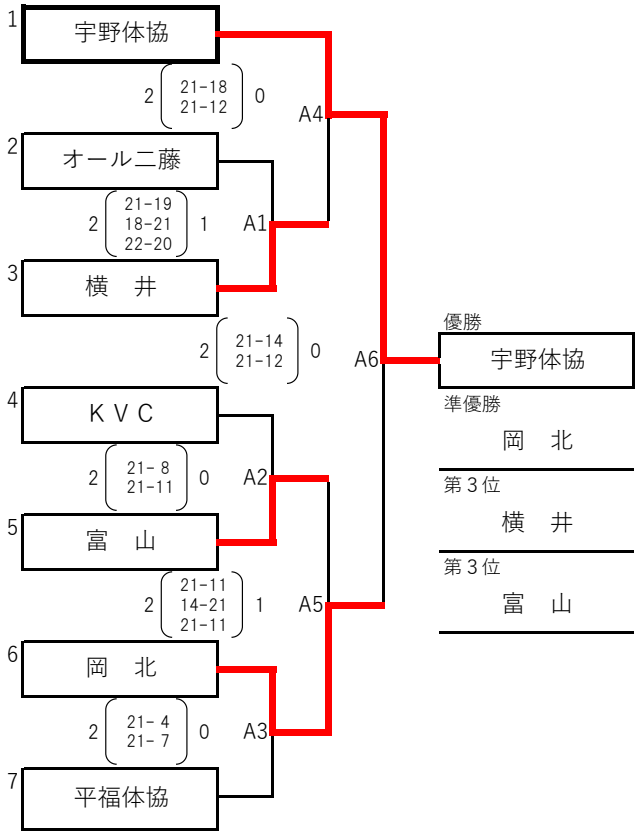 1
宇野体協
2 21-18 0
21-12
A4
2
オール二藤
21-19
2 18-21 1
22-20
A1
3
横　井
2 21-14 0
21-12
A6
優勝
宇野体協
準優勝
岡　北
第３位
横　井
第３位
富　山
4
ＫＶＣ
2 21- 8 0
21-11
A2
5
富　山
21-11
2 14-21 1
21-11
A5
6
岡　北
2 21- 4 0
21- 7
A3
7
平福体協